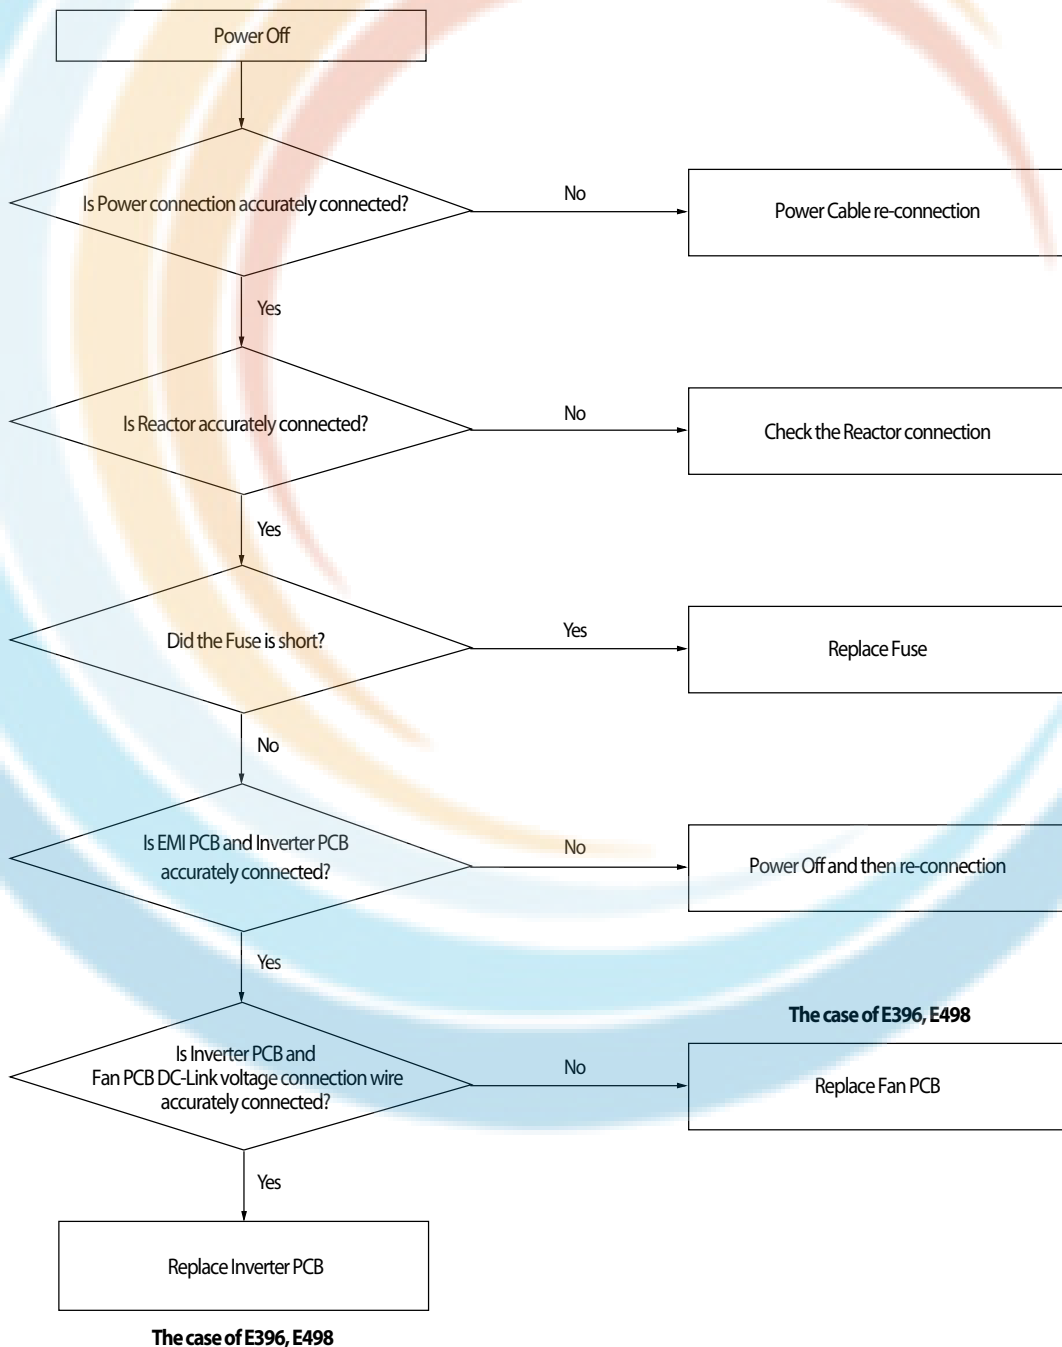 Power Off
Is Power connection accurately connected?
No
Power Cable re-connection
Yes
Is Reactor accurately connected?
No
Check the Reactor connection
Yes
Did the Fuse is short?
Yes
Replace Fuse
No
Is EMI PCB and Inverter PCB
accurately connected?
No
Power Off and then re-connection
Yes
The case of E396, E498
Is Inverter PCB and
Fan PCB DC-Link voltage connection wire
accurately connected?
No
Replace Fan PCB
Yes
Replace Inverter PCB
The case of E396, E498